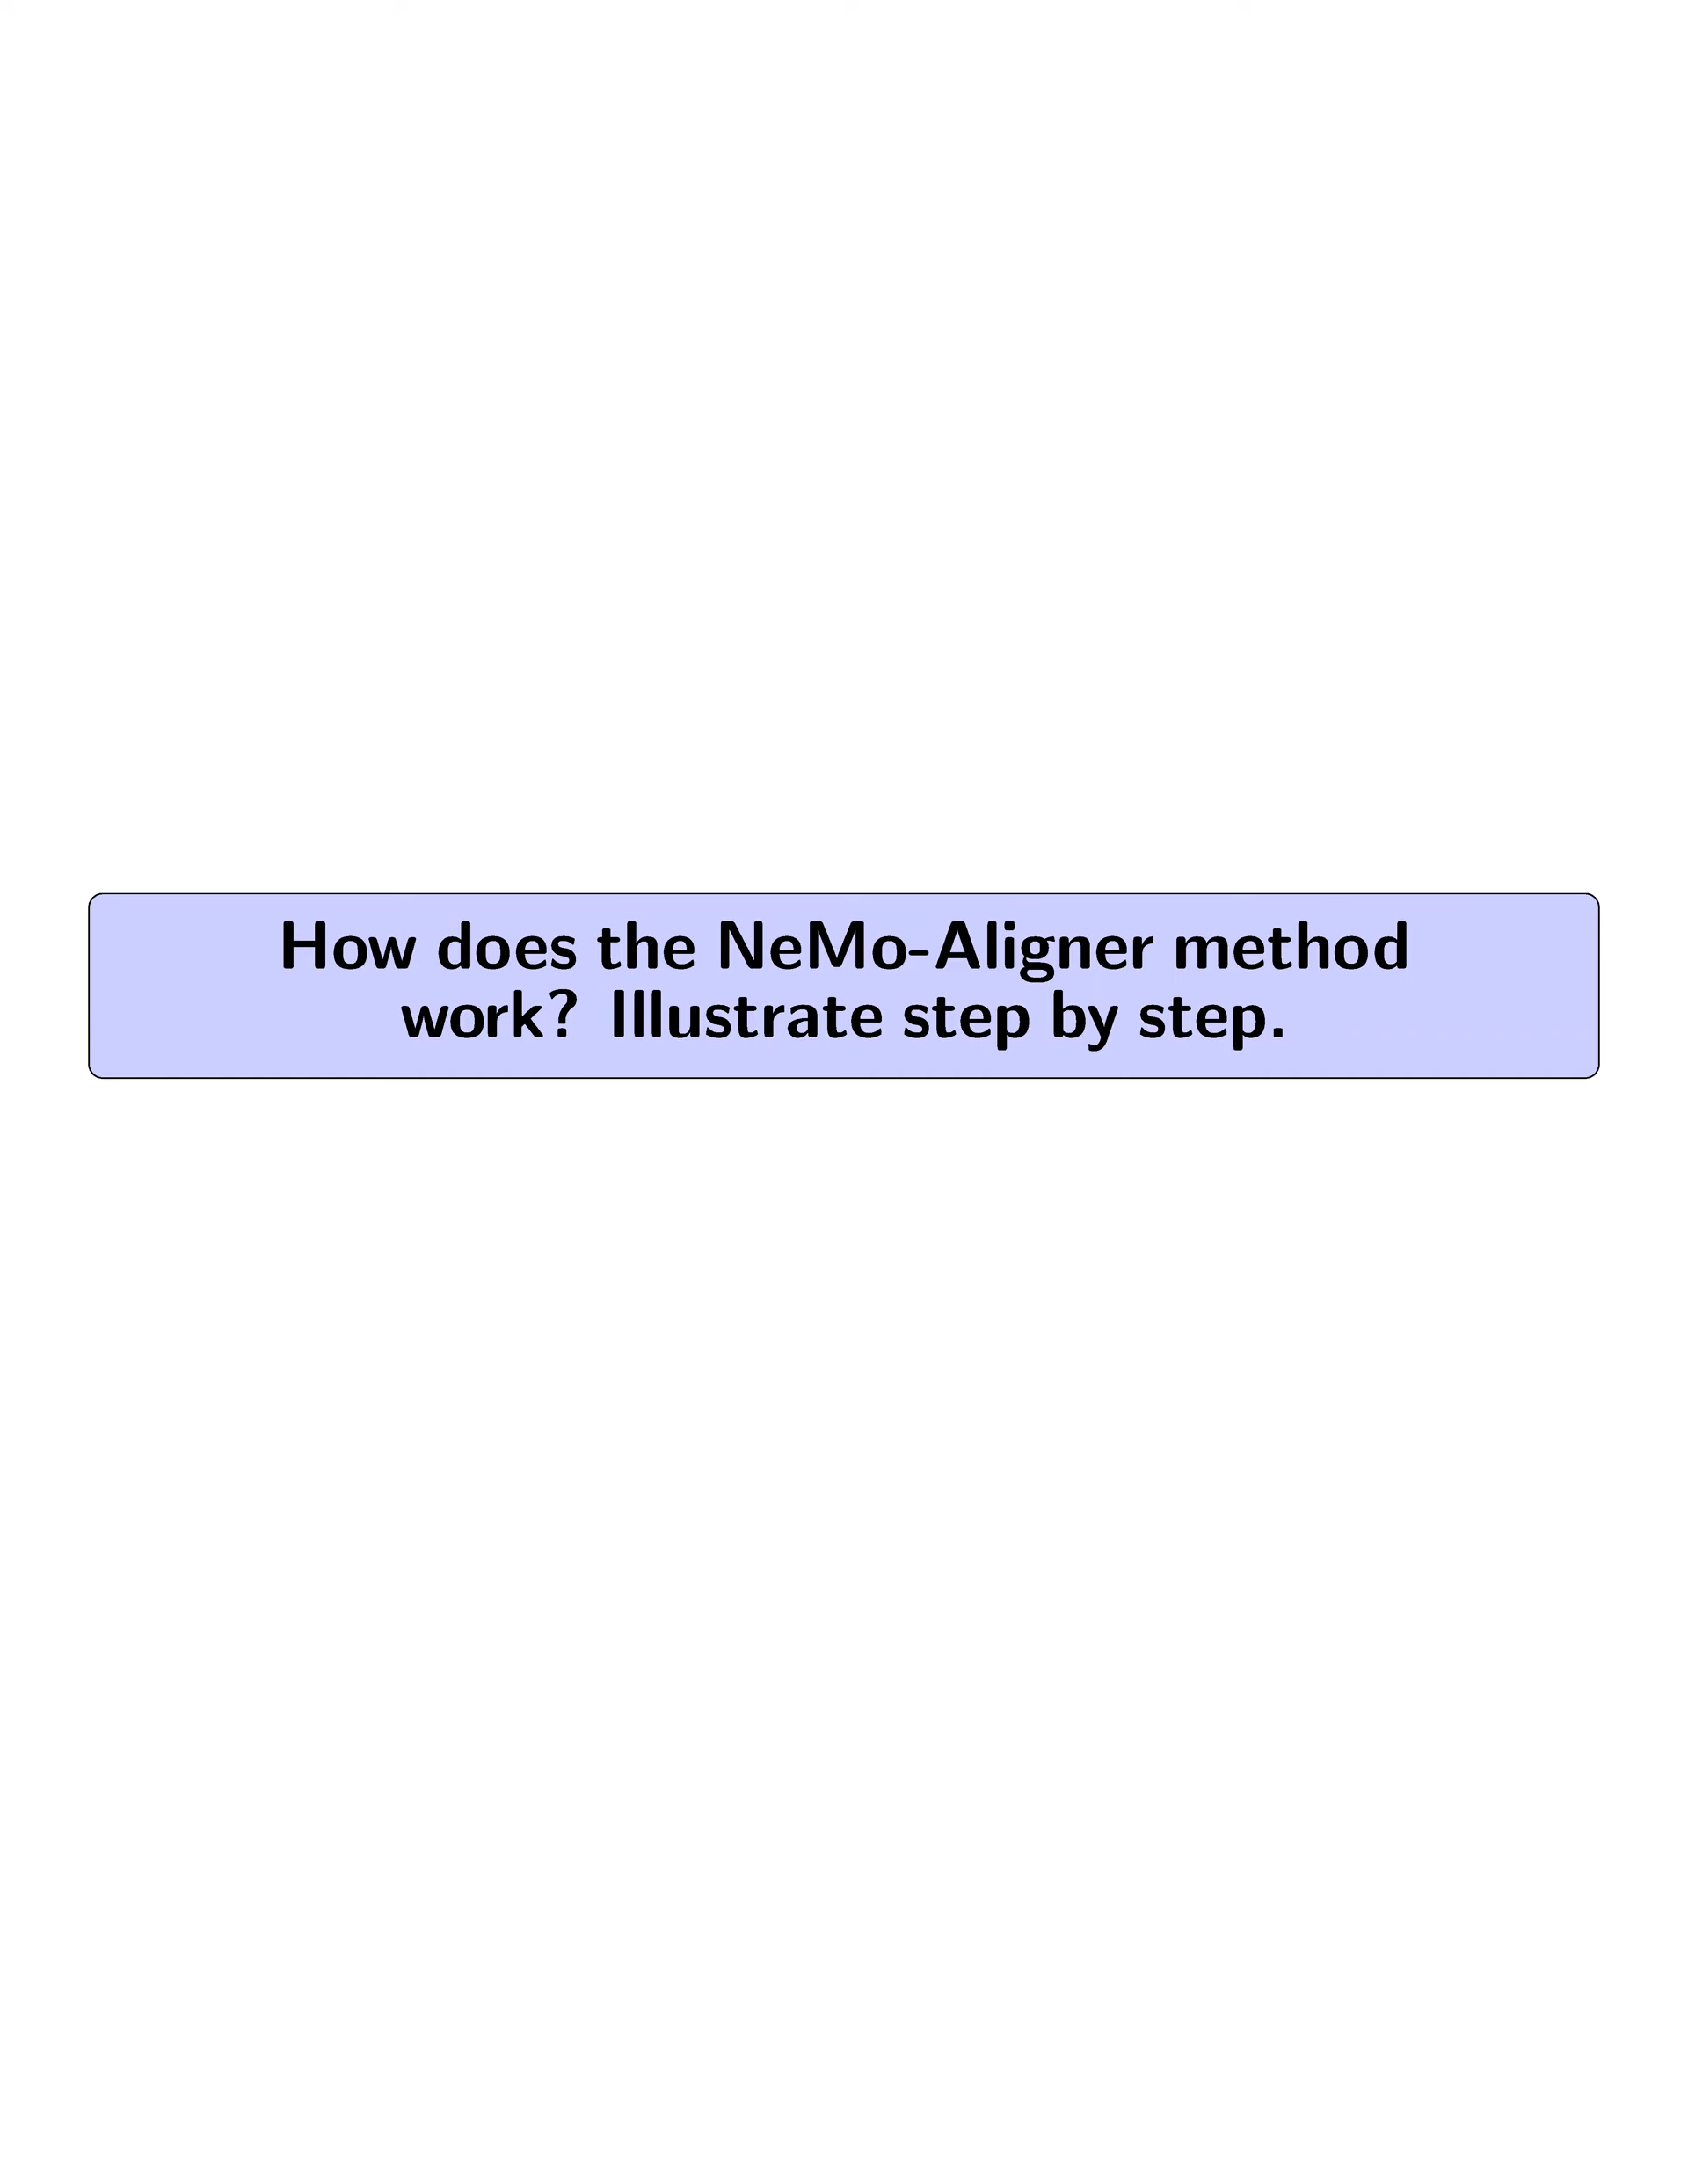 How does the NeMo-Aligner method
work? Illustrate step by step.